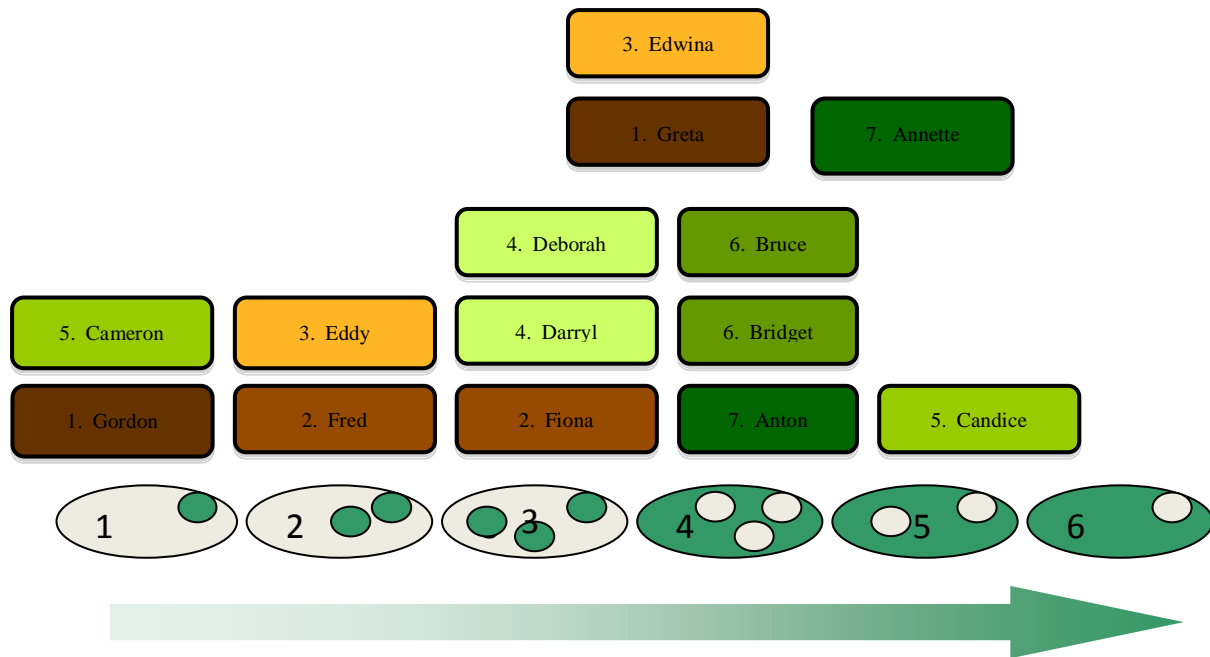 3. Edwina
1. Greta
7. Annette
4. Deborah
6. Bruce
5. Cameron
3. Eddy
4. Darryl
6. Bridget
1. Gordon
2. Fred
2. Fiona
7. Anton
5. Candice
1
2
3
4
5
6